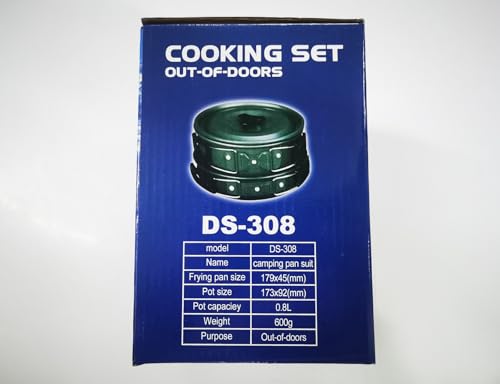 COOKING SET
OUT-OF-DOORS
DS-308
model DS-308
Name camping pan suit
Frying pan size 179x45(mm)
Pot size 173x92(mm)
Pot capaciey 0.8L
Weight 600g
Purpose Out-of-doors